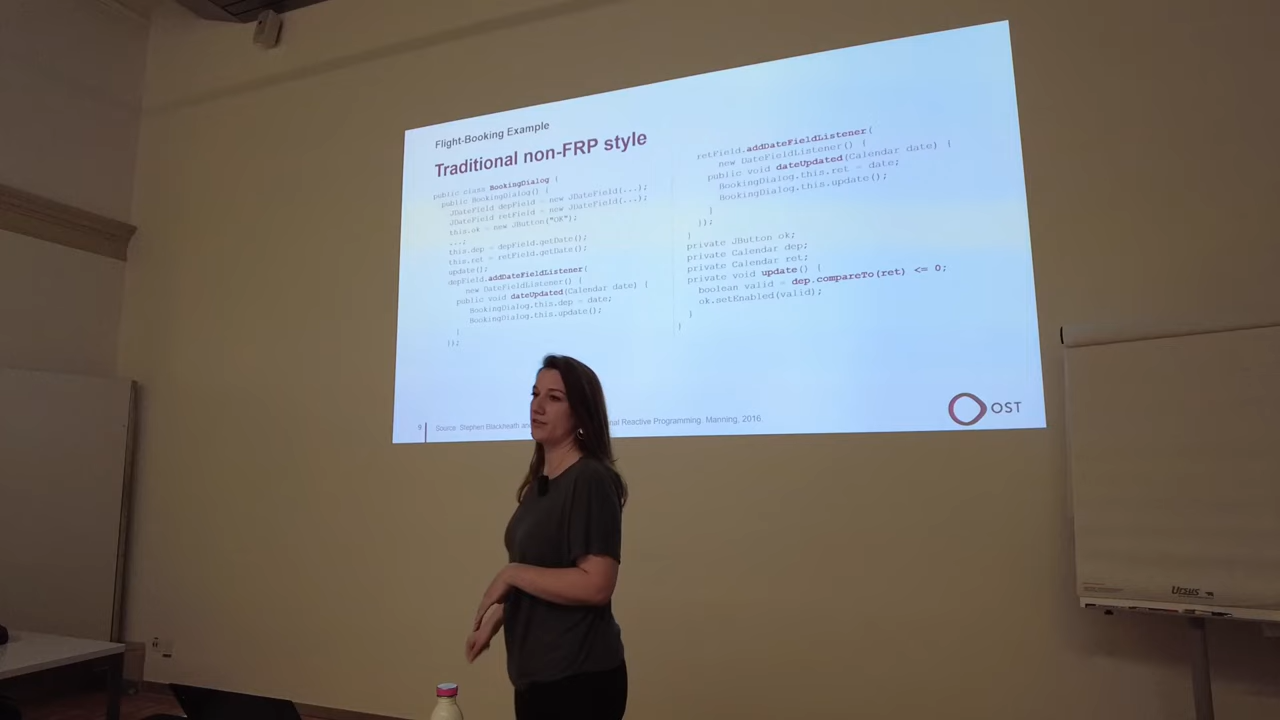 Flight-Booking Example
Traditional non-FRP style
public class BookingDialog {
public BookingDialog() {
JDateField depField = new JDateField(...);
JDateField retField = new JDateField(...);
this.ok = new JButton("OK");
...;
this.dep = depField.getDate();
this.ret = retField.getDate();
update();
depField.addDateFieldListener(
new DateFieldListener() {
public void dateUpdated(Calendar date) {
BookingDialog.this.dep = date;
BookingDialog.this.update();
}
});
retField.addDateFieldListener(
new DateFieldListener() {
public void dateUpdated(Calendar date) {
BookingDialog.this.ret = date;
BookingDialog.this.update();
}
});
}
private JButton ok;
private Calendar dep;
private Calendar ret;
private void update() {
boolean valid = dep.compareTo(ret) <= 0;
ok.setEnabled(valid);
}
}
9
Source: Stephen Blackheath and nal Reactive Programming. Manning, 2016.
OST
Ursus